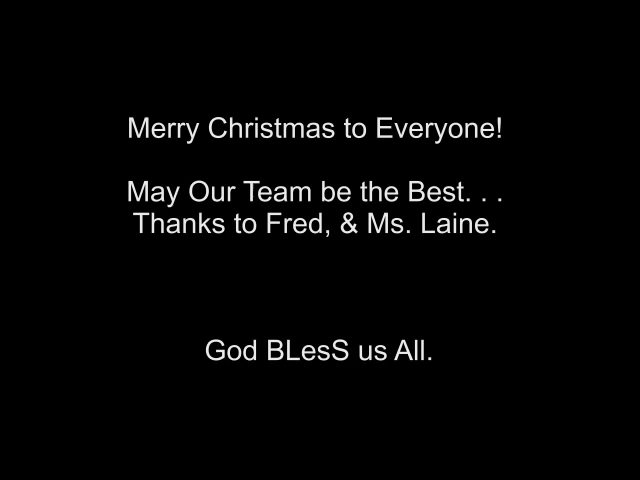 Merry Christmas to Everyone!
May Our Team be the Best. . .
Thanks to Fred, & Ms. Laine.
God BLesS us All.